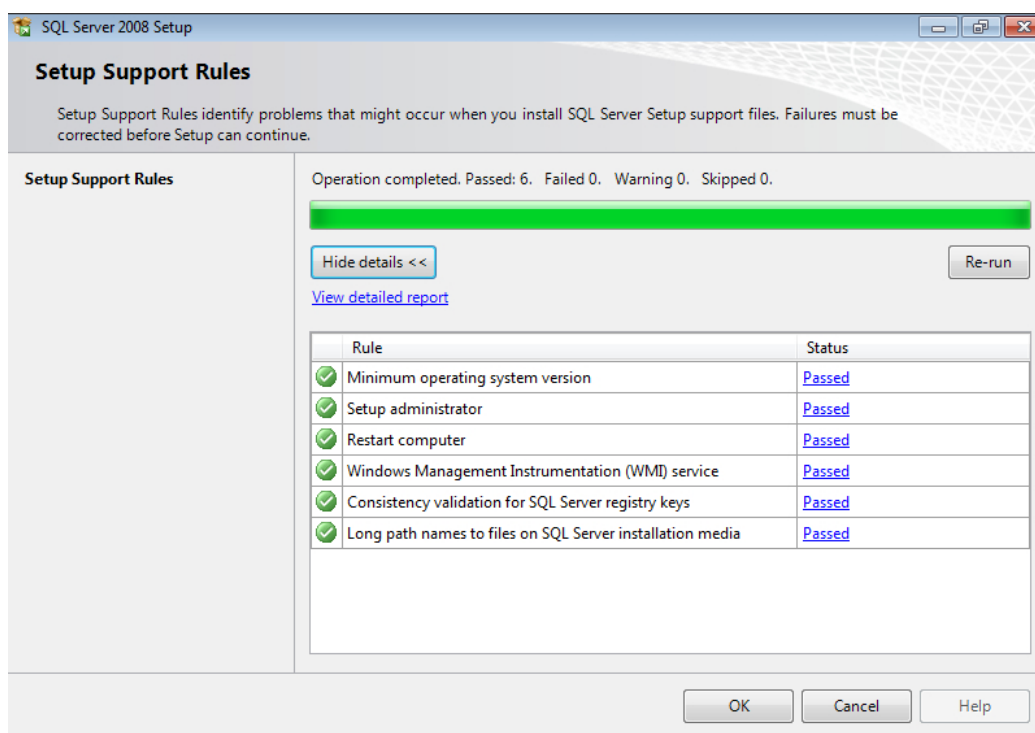 SQL Server 2008 Setup
Setup Support Rules
Setup Support Rules identify problems that might occur when you install SQL Server Setup support files. Failures must be
corrected before Setup can continue.
Setup Support Rules
Operation completed. Passed: 6.   Failed 0.   Warning 0.   Skipped 0.
Hide details <<
Re-run
View detailed report
Rule Status
Minimum operating system version Passed
Setup administrator Passed
Restart computer Passed
Windows Management Instrumentation (WMI) service Passed
Consistency validation for SQL Server registry keys Passed
Long path names to files on SQL Server installation media Passed
OK Cancel Help